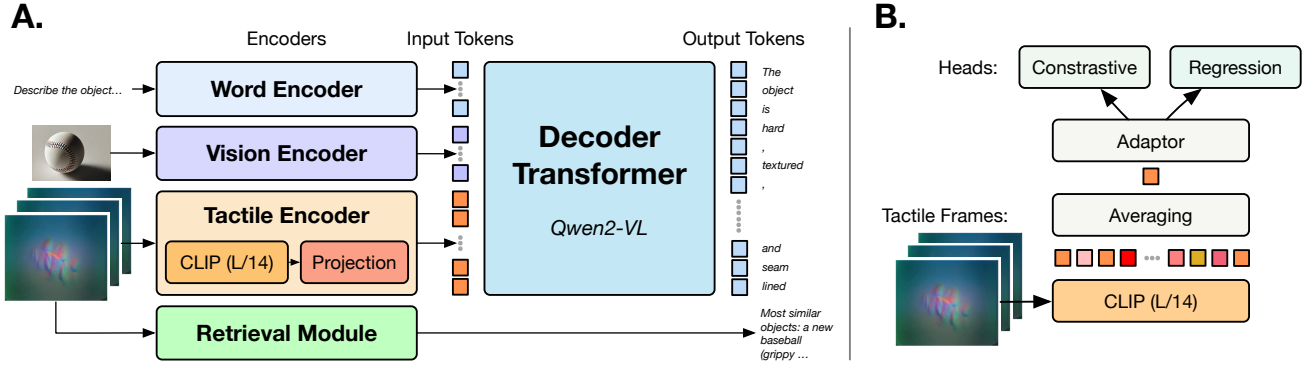 A.
Encoders
Input Tokens
Output Tokens
Describe the object...
Word Encoder
Vision Encoder
Tactile Encoder
CLIP (L/14)
Projection
Retrieval Module
Decoder
Transformer
Qwen2-VL
The
object
is
hard
,
textured
,
and
seam
lined
Most similar
objects: a new
baseball
(grippy ...
B.
Heads:
Constrastive
Regression
Adaptor
Averaging
Tactile Frames:
CLIP (L/14)